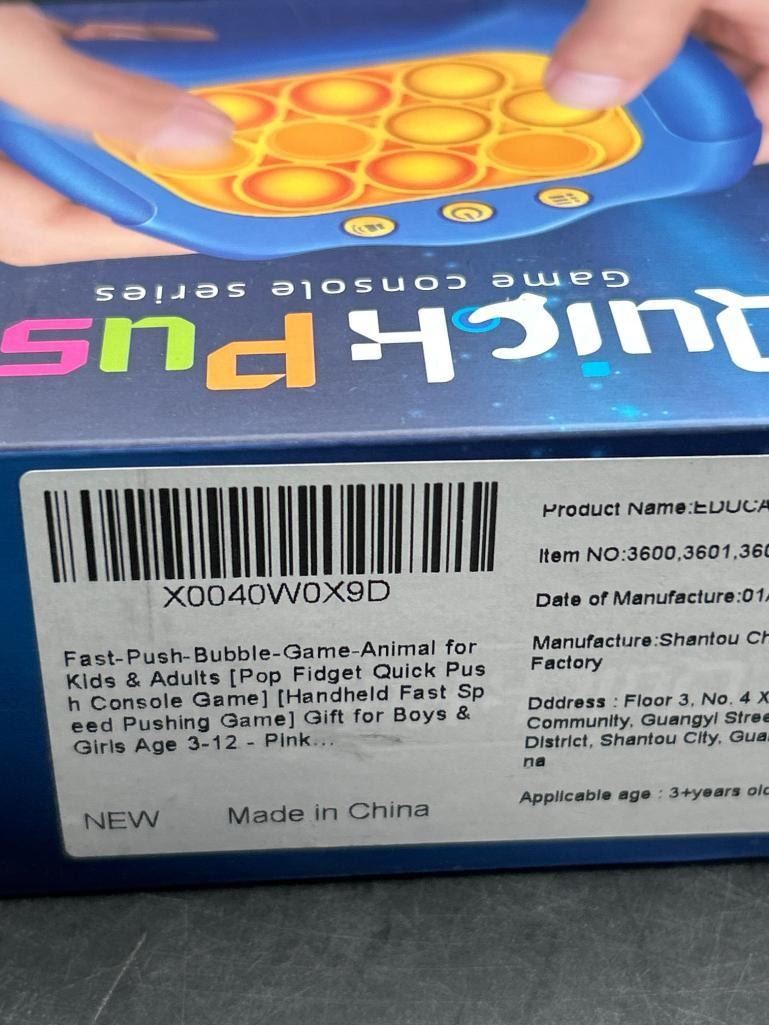 Game console series
Quick Pus
X0040W0X9D
Fast-Push-Bubble-Game-Animal for
Kids & Adults [Pop Fidget Quick Pus
h Console Game] [Handheld Fast Sp
eed Pushing Game] Gift for Boys &
Girls Age 3-12 - Pink...
NEW
Made in China
Product Name:EDUCA
Item NO:3600,3601,360
Date of Manufacture:01/
Manufacture:Shantou Ch
Factory
Dddress : Floor 3, No. 4 X
Community, Guangyi Stree
District, Shantou City, Gua
na
Applicable age : 3+years old